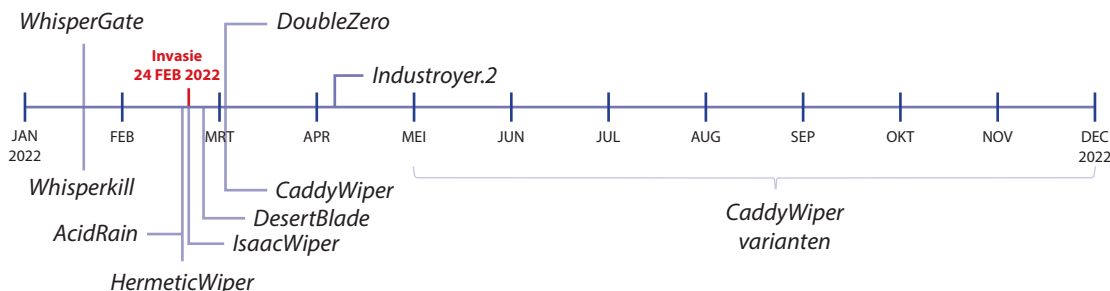 WhisperGate
DoubleZero
Invasie
24 FEB 2022
Industroyer.2
JAN
2022
FEB
MRT
APR
MEI
JUN
JUL
AUG
SEP
OKT
NOV
DEC
2022
Whisperkill
CaddyWiper
DesertBlade
AcidRain
IsaacWiper
HermeticWiper
CaddyWiper
varianten